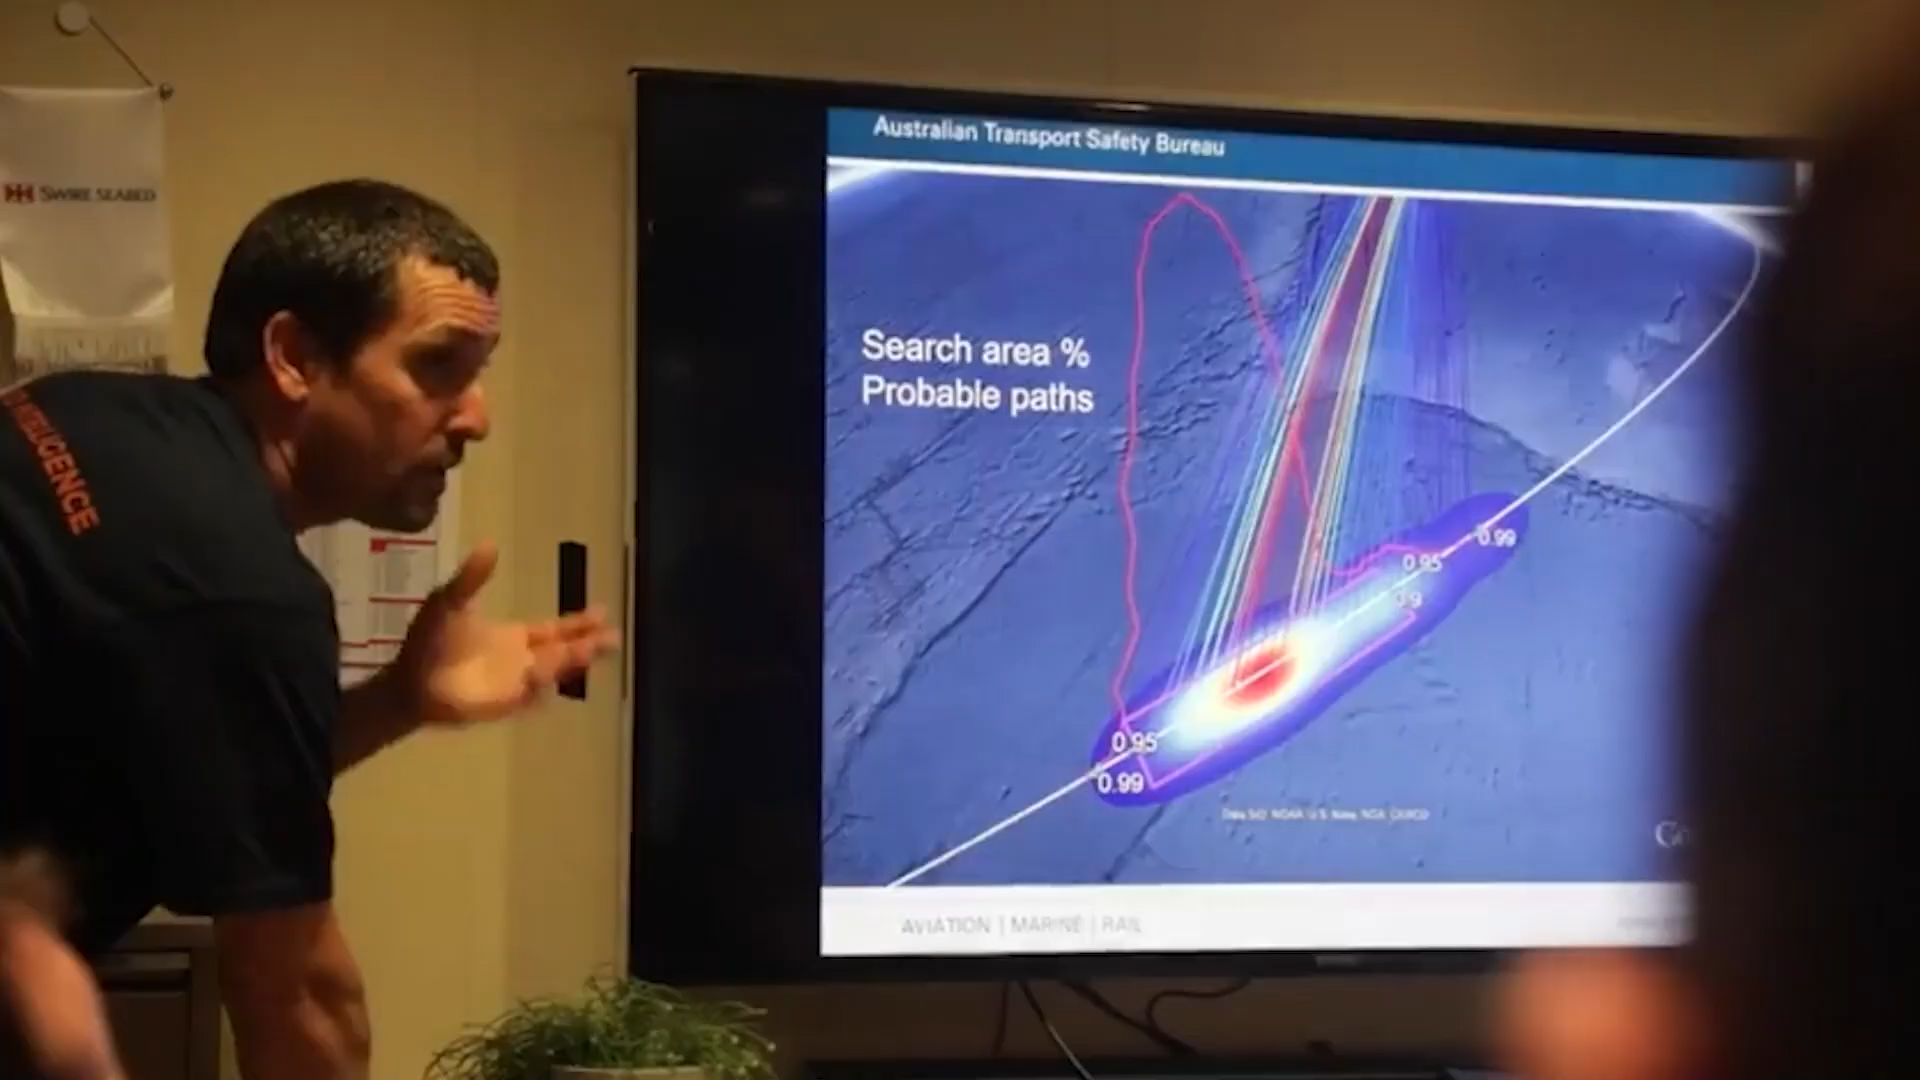 SWIRE SEABED
Australian Transport Safety Bureau
Search area %
Probable paths
0.99
0.95
0.9
0.95
0.99
AVIATION | MARINE | RAIL